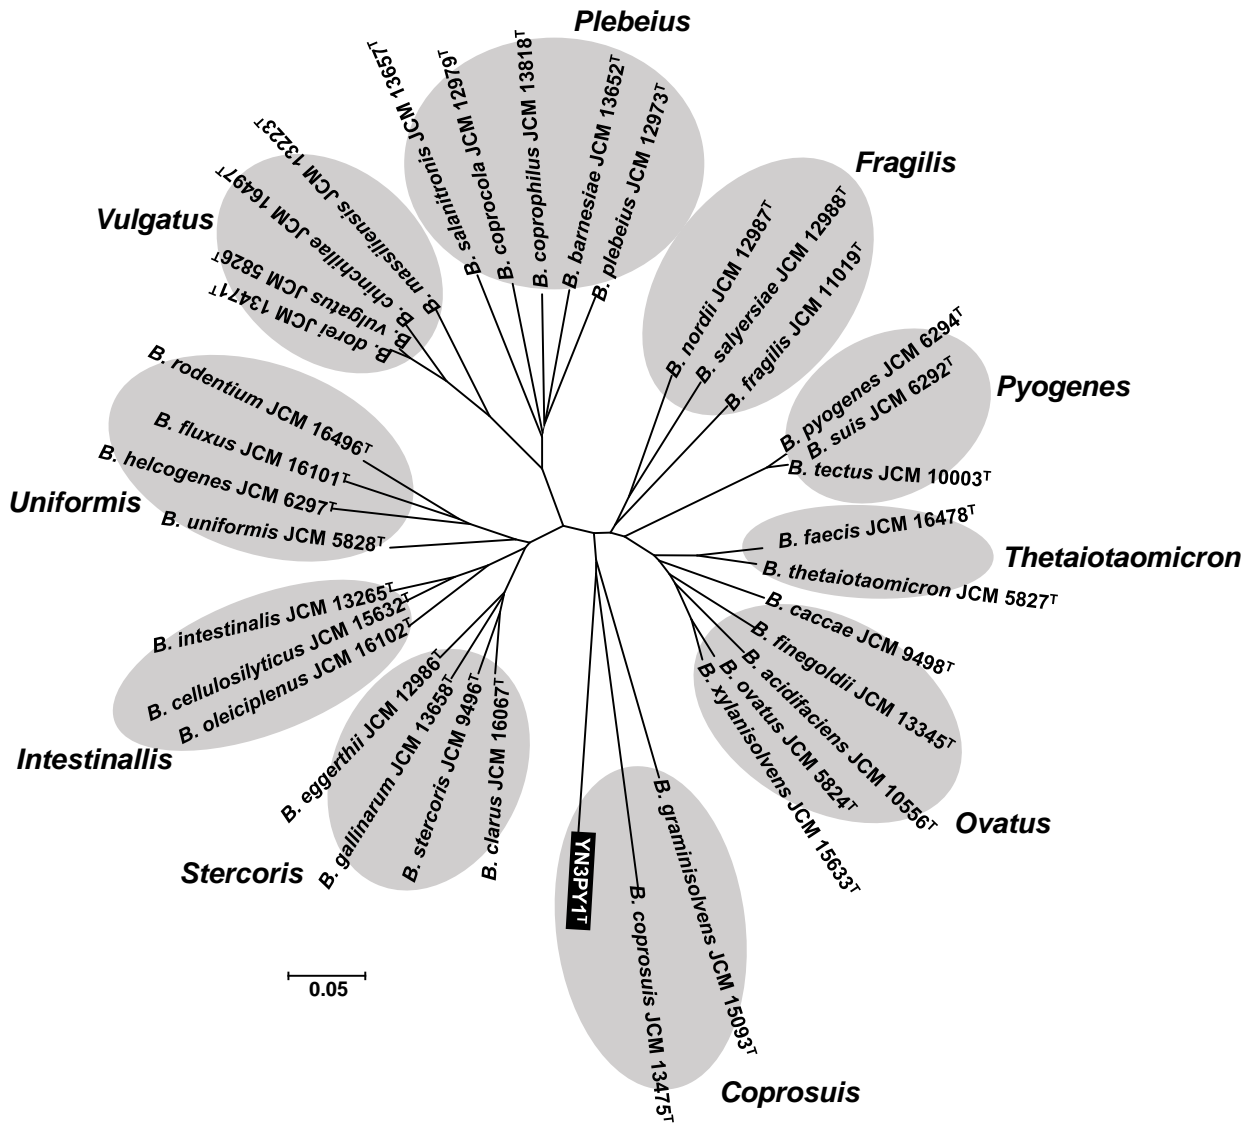 Plebeius
B. salanitronis JCM 13657T
B. coprocola JCM 12979T
B. coprophilus JCM 13818T
B. barnesiae JCM 13652T
B. plebeius JCM 12973T
Fragilis
B. nordii JCM 12987T
B. salyersiae JCM 12988T
B. fragilis JCM 11019T
Pyogenes
B. pyogenes JCM 6294T
B. suis JCM 6292T
B. tectus JCM 10003T
Thetaiotaomicron
B. faecis JCM 16478T
B. thetaiotaomicron JCM 5827T
Ovatus
B. caccae JCM 9498T
B. finegoldii JCM 13345T
B. acidifaciens JCM 10556T
B. ovatus JCM 5824T
B. xylanisolvens JCM 15633T
Coprosuis
B. graminisolvens JCM 15093T
B. coprosuis JCM 13475T
YN3PY1T
Stercoris
B. clarus JCM 16067T
B. stercoris JCM 9496T
B. gallinarum JCM 13658T
B. eggerthii JCM 12986T
Intestinallis
B. oleiciplenus JCM 16102T
B. cellulosilyticus JCM 15632T
B. intestinalis JCM 13265T
Uniformis
B. uniformis JCM 5828T
B. helcogenes JCM 6297T
B. fluxus JCM 16101T
B. rodentium JCM 16496T
Vulgatus
B. dorei JCM 13471T
B. vulgatus JCM 5826T
B. chinchillae JCM 16497T
B. massiliensis JCM 13223T
0.05